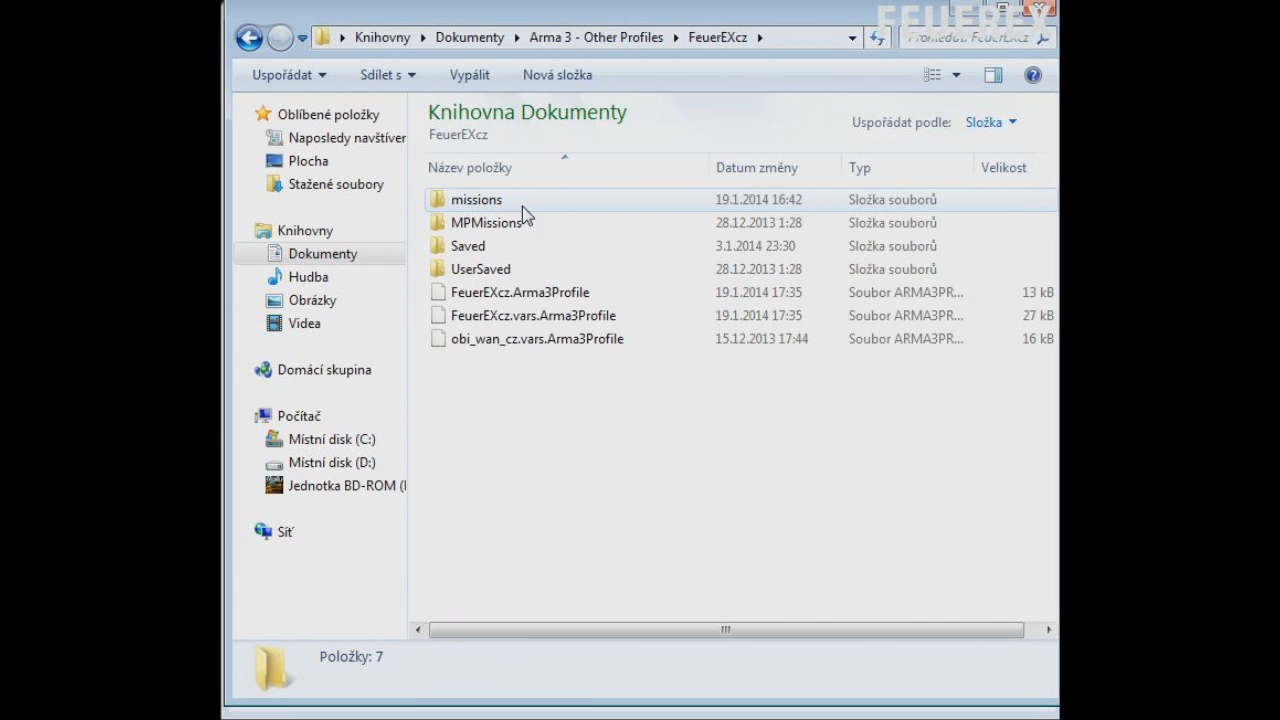 FEUEREX
Knihovny Dokumenty Arma 3 - Other Profiles FeuerEXcz
Uspořádat Sdílet s Vypálit Nová složka
Oblíbené položky
Naposledy navštíver
Plocha
Stažené soubory
Knihovny
Dokumenty
Hudba
Obrázky
Videa
Domácí skupina
Počítač
Místní disk (C:)
Místní disk (D:)
Jednotka BD-ROM (
Síť
Knihovna Dokumenty
FeuerEXcz
Uspořádat podle: Složka
Název položky Datum změny Typ Velikost
missions 19.1.2014 16:42 Složka souborů
MPMissions 28.12.2013 1:28 Složka souborů
Saved 3.1.2014 23:30 Složka souborů
UserSaved 28.12.2013 1:28 Složka souborů
FeuerEXcz.Arma3Profile 19.1.2014 17:35 Soubor ARMA3PR... 13 kB
FeuerEXcz.vars.Arma3Profile 19.1.2014 17:35 Soubor ARMA3PR... 27 kB
obi_wan_cz.vars.Arma3Profile 15.12.2013 17:44 Soubor ARMA3PR... 16 kB
Položky: 7